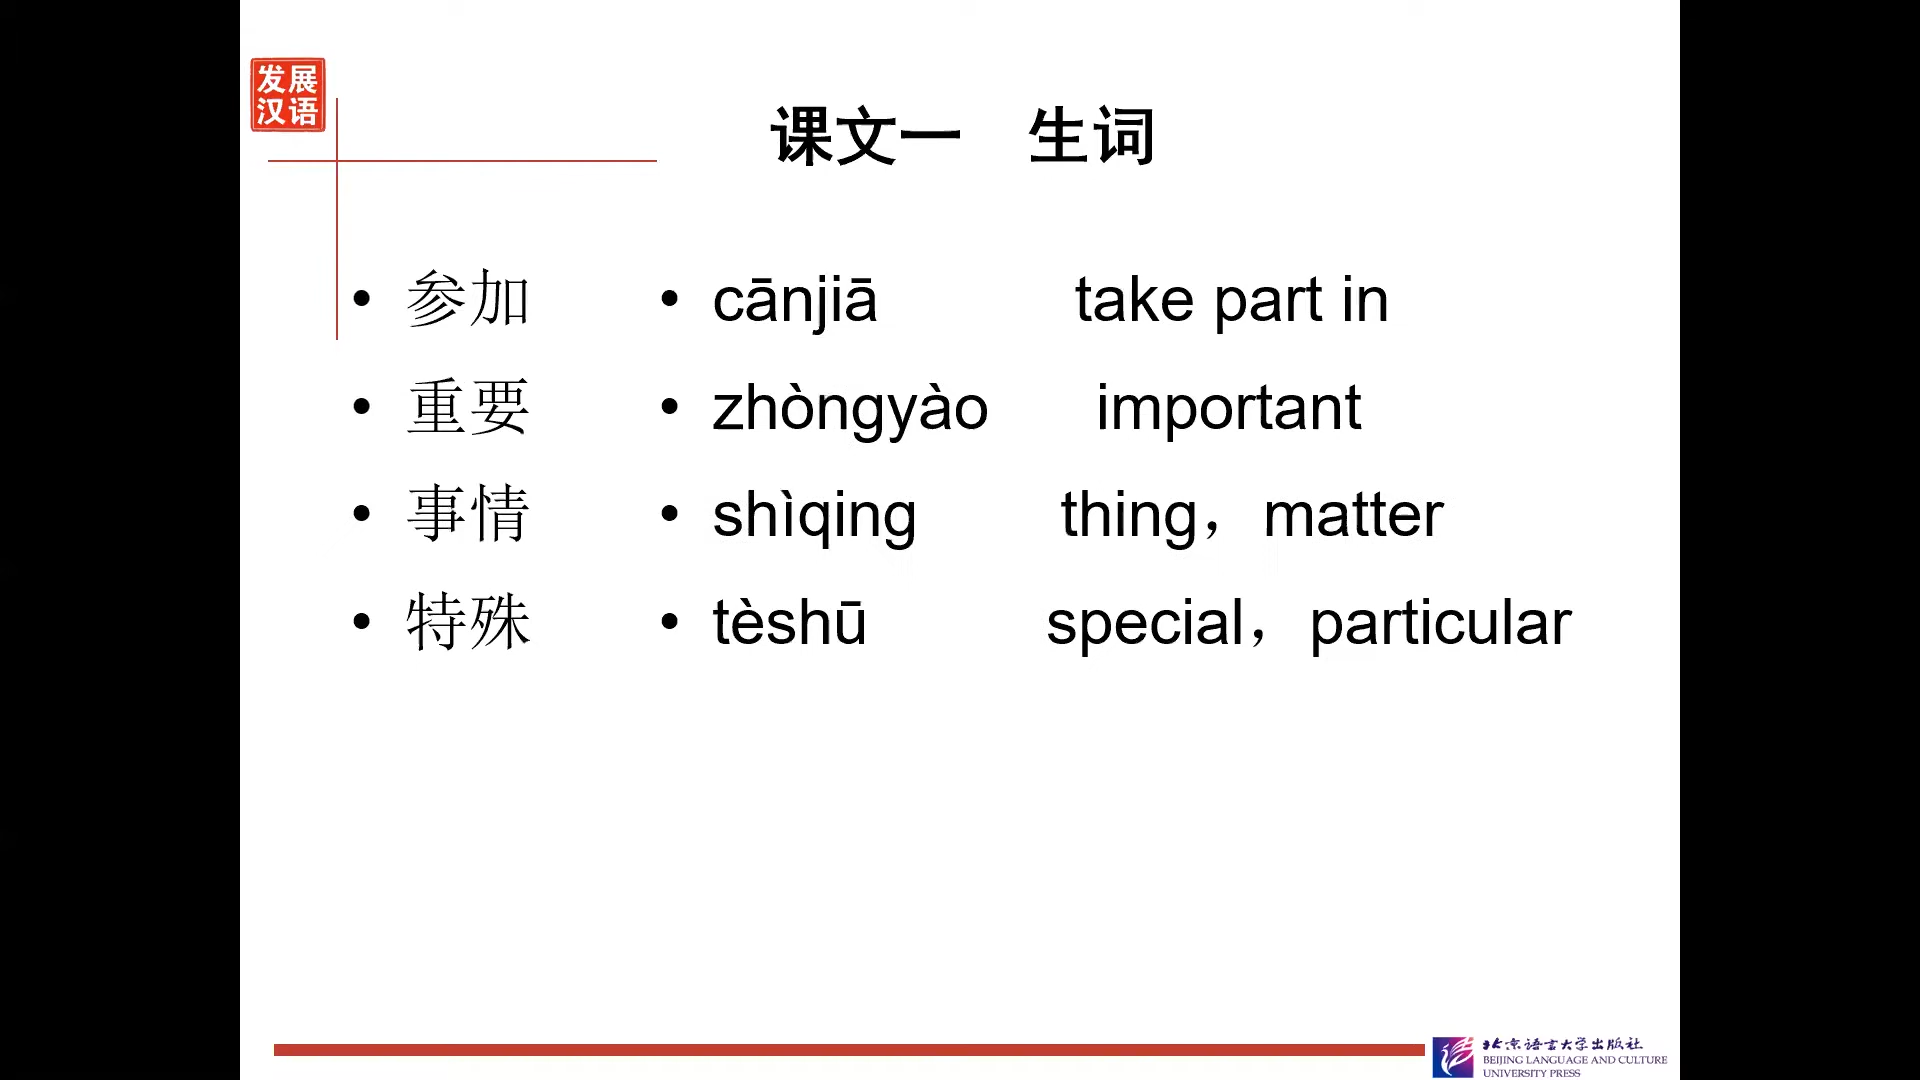 发展
汉语
课文一 生词
• 参加 • cānjiā take part in
• 重要 • zhòngyào important
• 事情 • shìqing thing，matter
• 特殊 • tèshū special，particular
北京语言大学出版社
BEIJING LANGUAGE AND CULTURE
UNIVERSITY PRESS